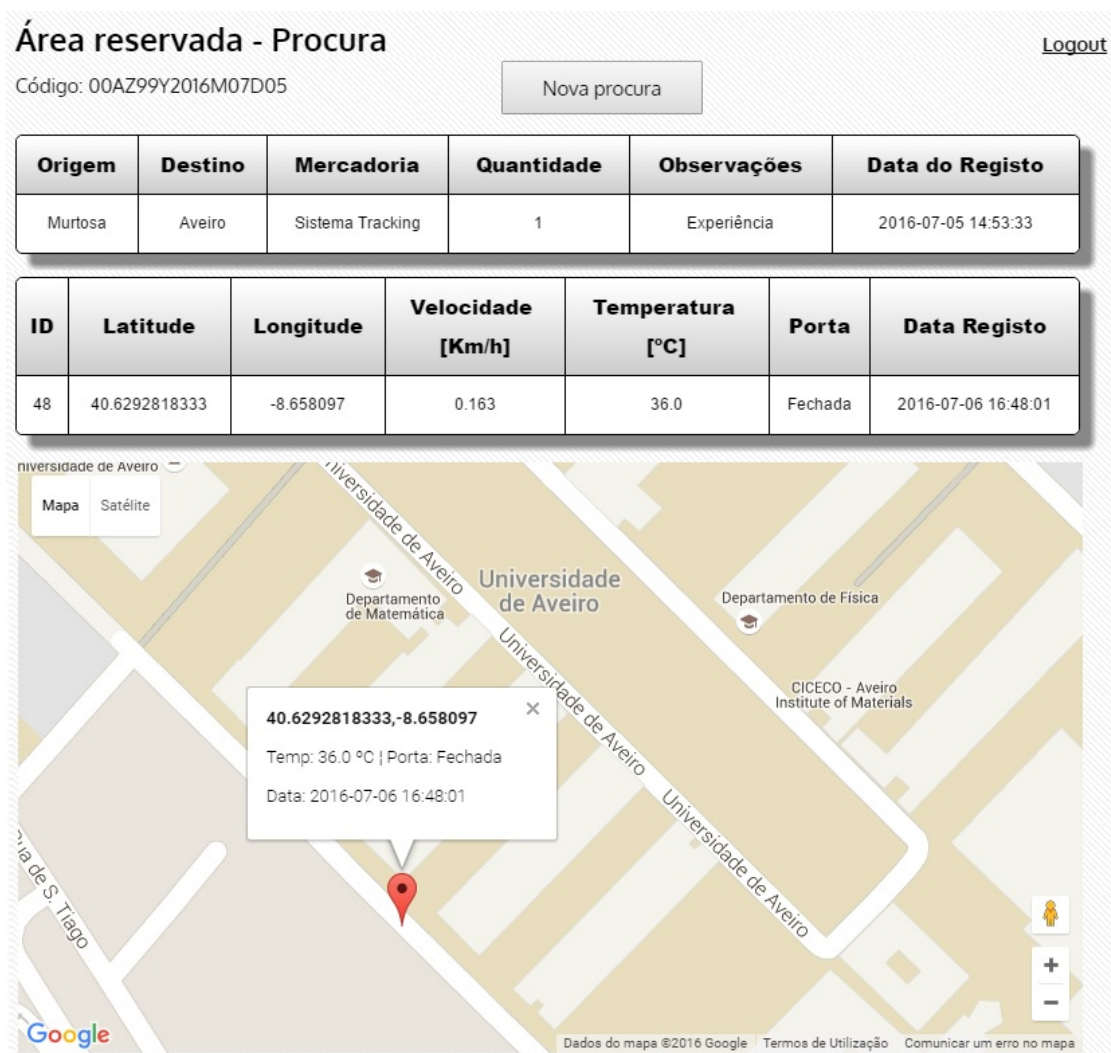 Área reservada - Procura
Logout
Código: 00AZ99Y2016M07D05
Nova procura
Origem Destino Mercadoria Quantidade Observações Data do Registo
Murtosa Aveiro Sistema Tracking 1 Experiência 2016-07-05 14:53:33
ID Latitude Longitude Velocidade [Km/h] Temperatura [ºC] Porta Data Registo
48 40.6292818333 -8.658097 0.163 36.0 Fechada 2016-07-06 16:48:01
niversidade de Aveiro
Mapa Satélite
niversidade de Aveiro
Departamento
de Matemática
Universidade
de Aveiro
Departamento de Física
Universidade de Aveiro
CICECO - Aveiro
Institute of Materials
40.6292818333,-8.658097
Temp: 36.0 ºC | Porta: Fechada
Data: 2016-07-06 16:48:01
Universidade de Aveiro
Rua de S. Tiago
Google
Dados do mapa ©2016 Google Termos de Utilização Comunicar um erro no mapa